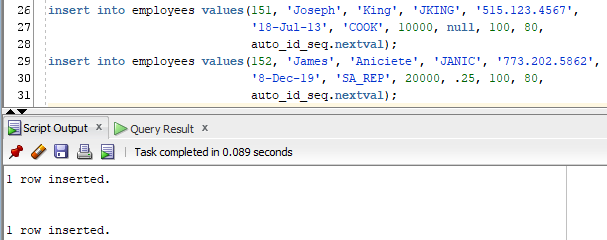 26 insert into employees values(151, 'Joseph', 'King', 'JKING', '515.123.4567',
27 '18-Jul-13', 'COOK', 10000, null, 100, 80,
28 auto_id_seq.nextval);
29 insert into employees values(152, 'James', 'Aniciete', 'JANIC', '773.202.5862',
30 '8-Dec-19', 'SA_REP', 20000, .25, 100, 80,
31 auto_id_seq.nextval);
Script Output x Query Result x
Task completed in 0.089 seconds
1 row inserted.
1 row inserted.